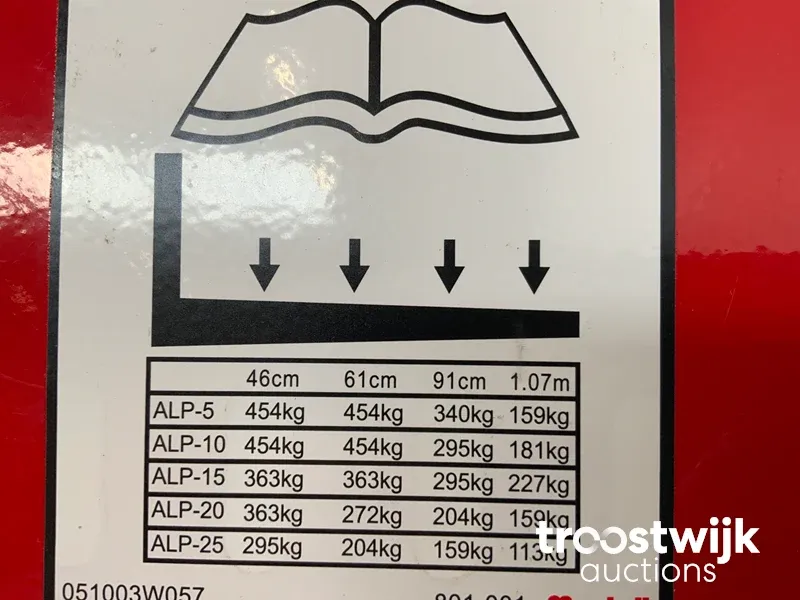 46cm 61cm 91cm 1.07m
ALP-5 454kg 454kg 340kg 159kg
ALP-10 454kg 454kg 295kg 181kg
ALP-15 363kg 363kg 295kg 227kg
ALP-20 363kg 272kg 204kg 159kg
ALP-25 295kg 204kg 159kg 113kg
troostwijk
auctions
051003W057